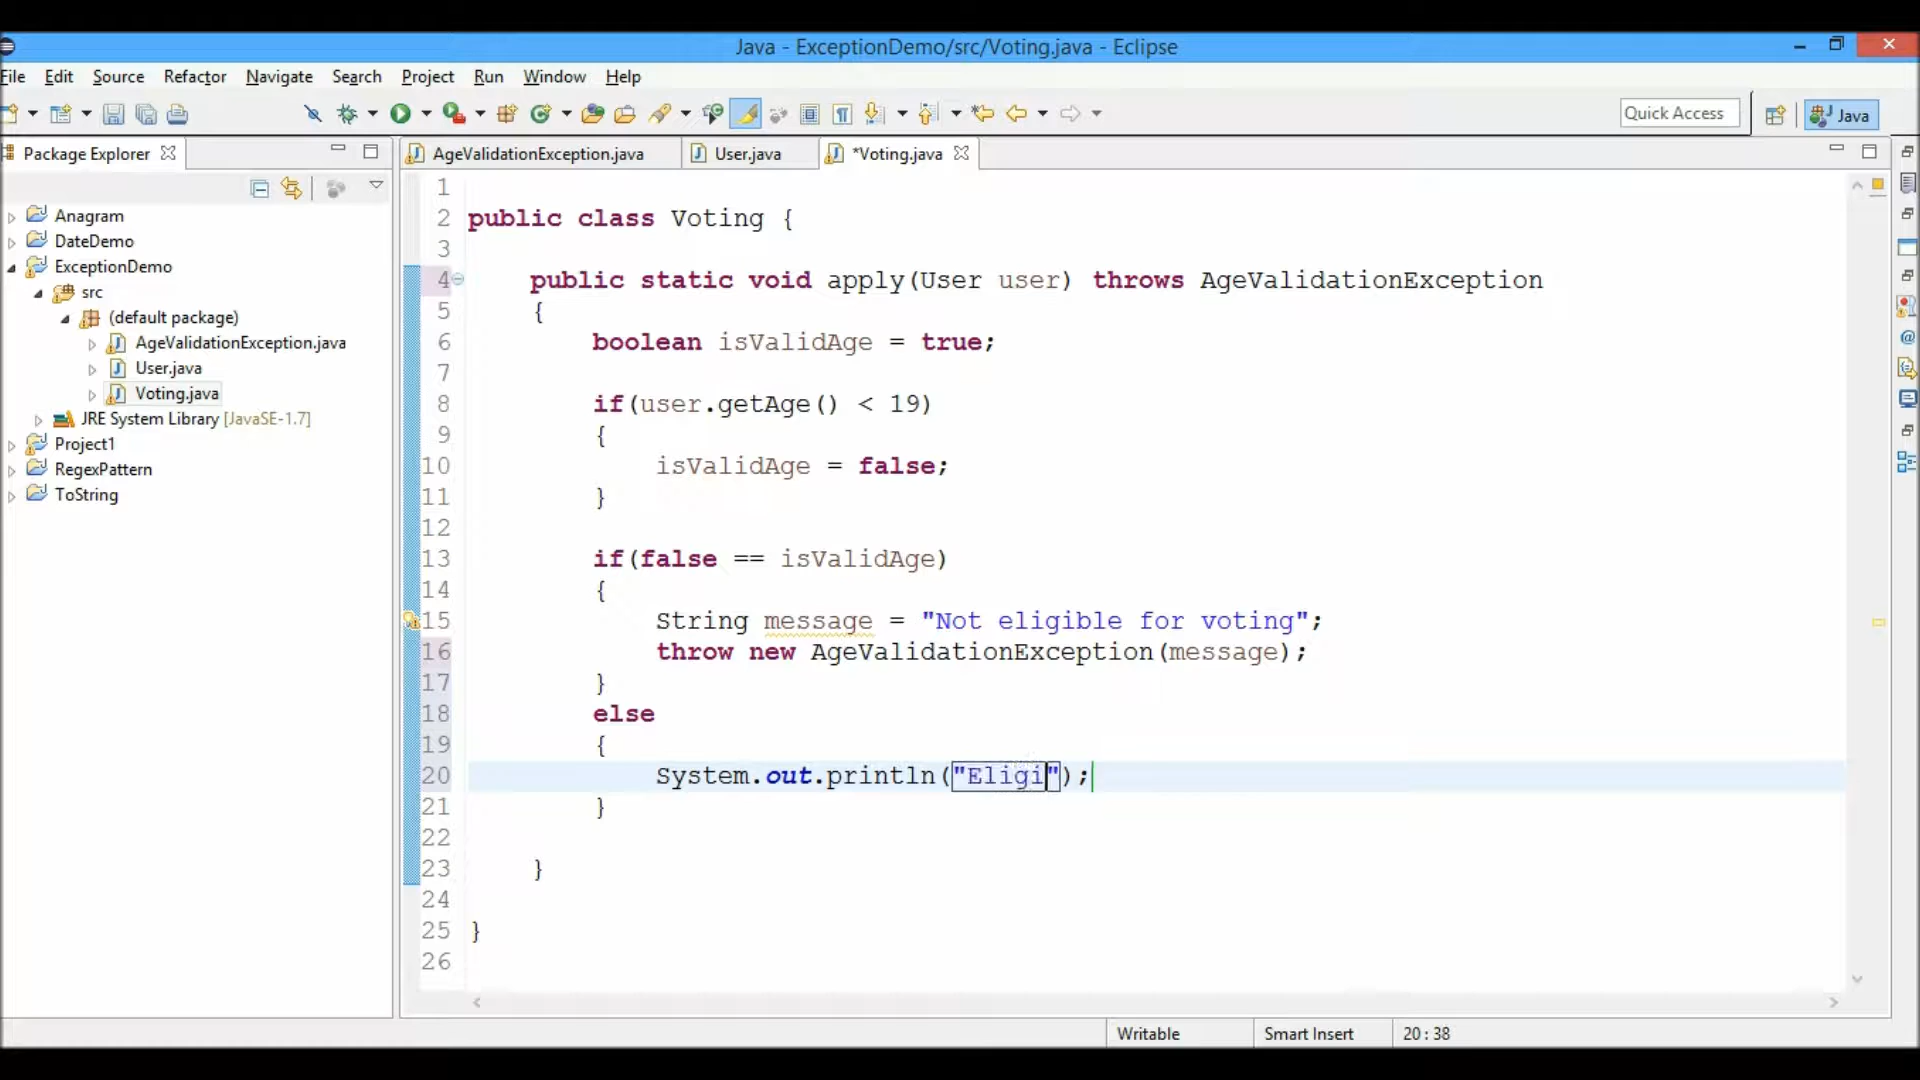 Java - ExceptionDemo/src/Voting.java - Eclipse
File Edit Source Refactor Navigate Search Project Run Window Help
Quick Access
Java
Package Explorer
AgeValidationException.java
User.java
*Voting.java
Anagram
DateDemo
ExceptionDemo
src
(default package)
AgeValidationException.java
User.java
Voting.java
JRE System Library [JavaSE-1.7]
Project1
RegexPattern
ToString
1
2 public class Voting {
3
4 public static void apply(User user) throws AgeValidationException
5 {
6 boolean isValidAge = true;
7
8 if(user.getAge() < 19)
9 {
10 isValidAge = false;
11 }
12
13 if(false == isValidAge)
14 {
15 String message = "Not eligible for voting";
16 throw new AgeValidationException(message);
17 }
18 else
19 {
20 System.out.println("Eligi");
21 }
22
23 }
24
25 }
26
Writable
Smart Insert
20 : 38